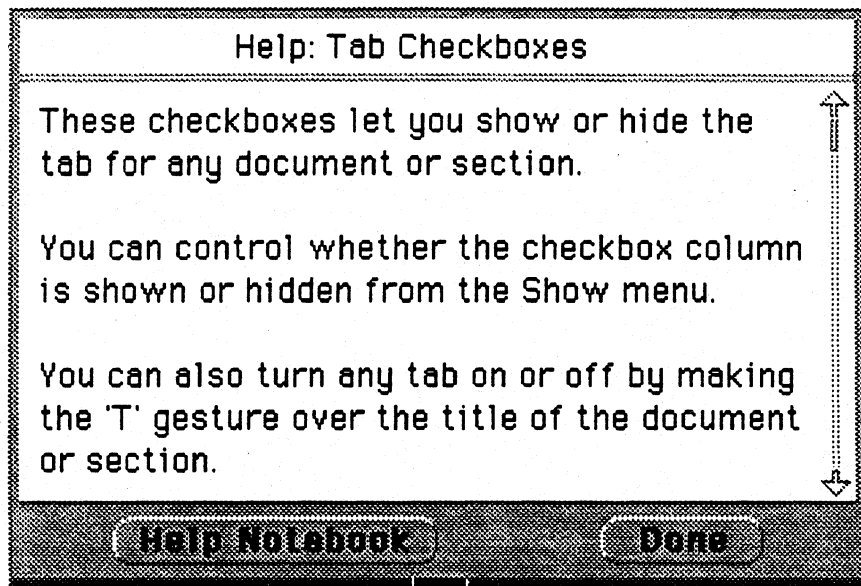 Help: Tab Checkboxes
These checkboxes let you show or hide the
tab for any document or section.
You can control whether the checkbox column
is shown or hidden from the Show menu.
You can also turn any tab on or off by making
the 'T' gesture over the title of the document
or section.
Help Notebook
Done